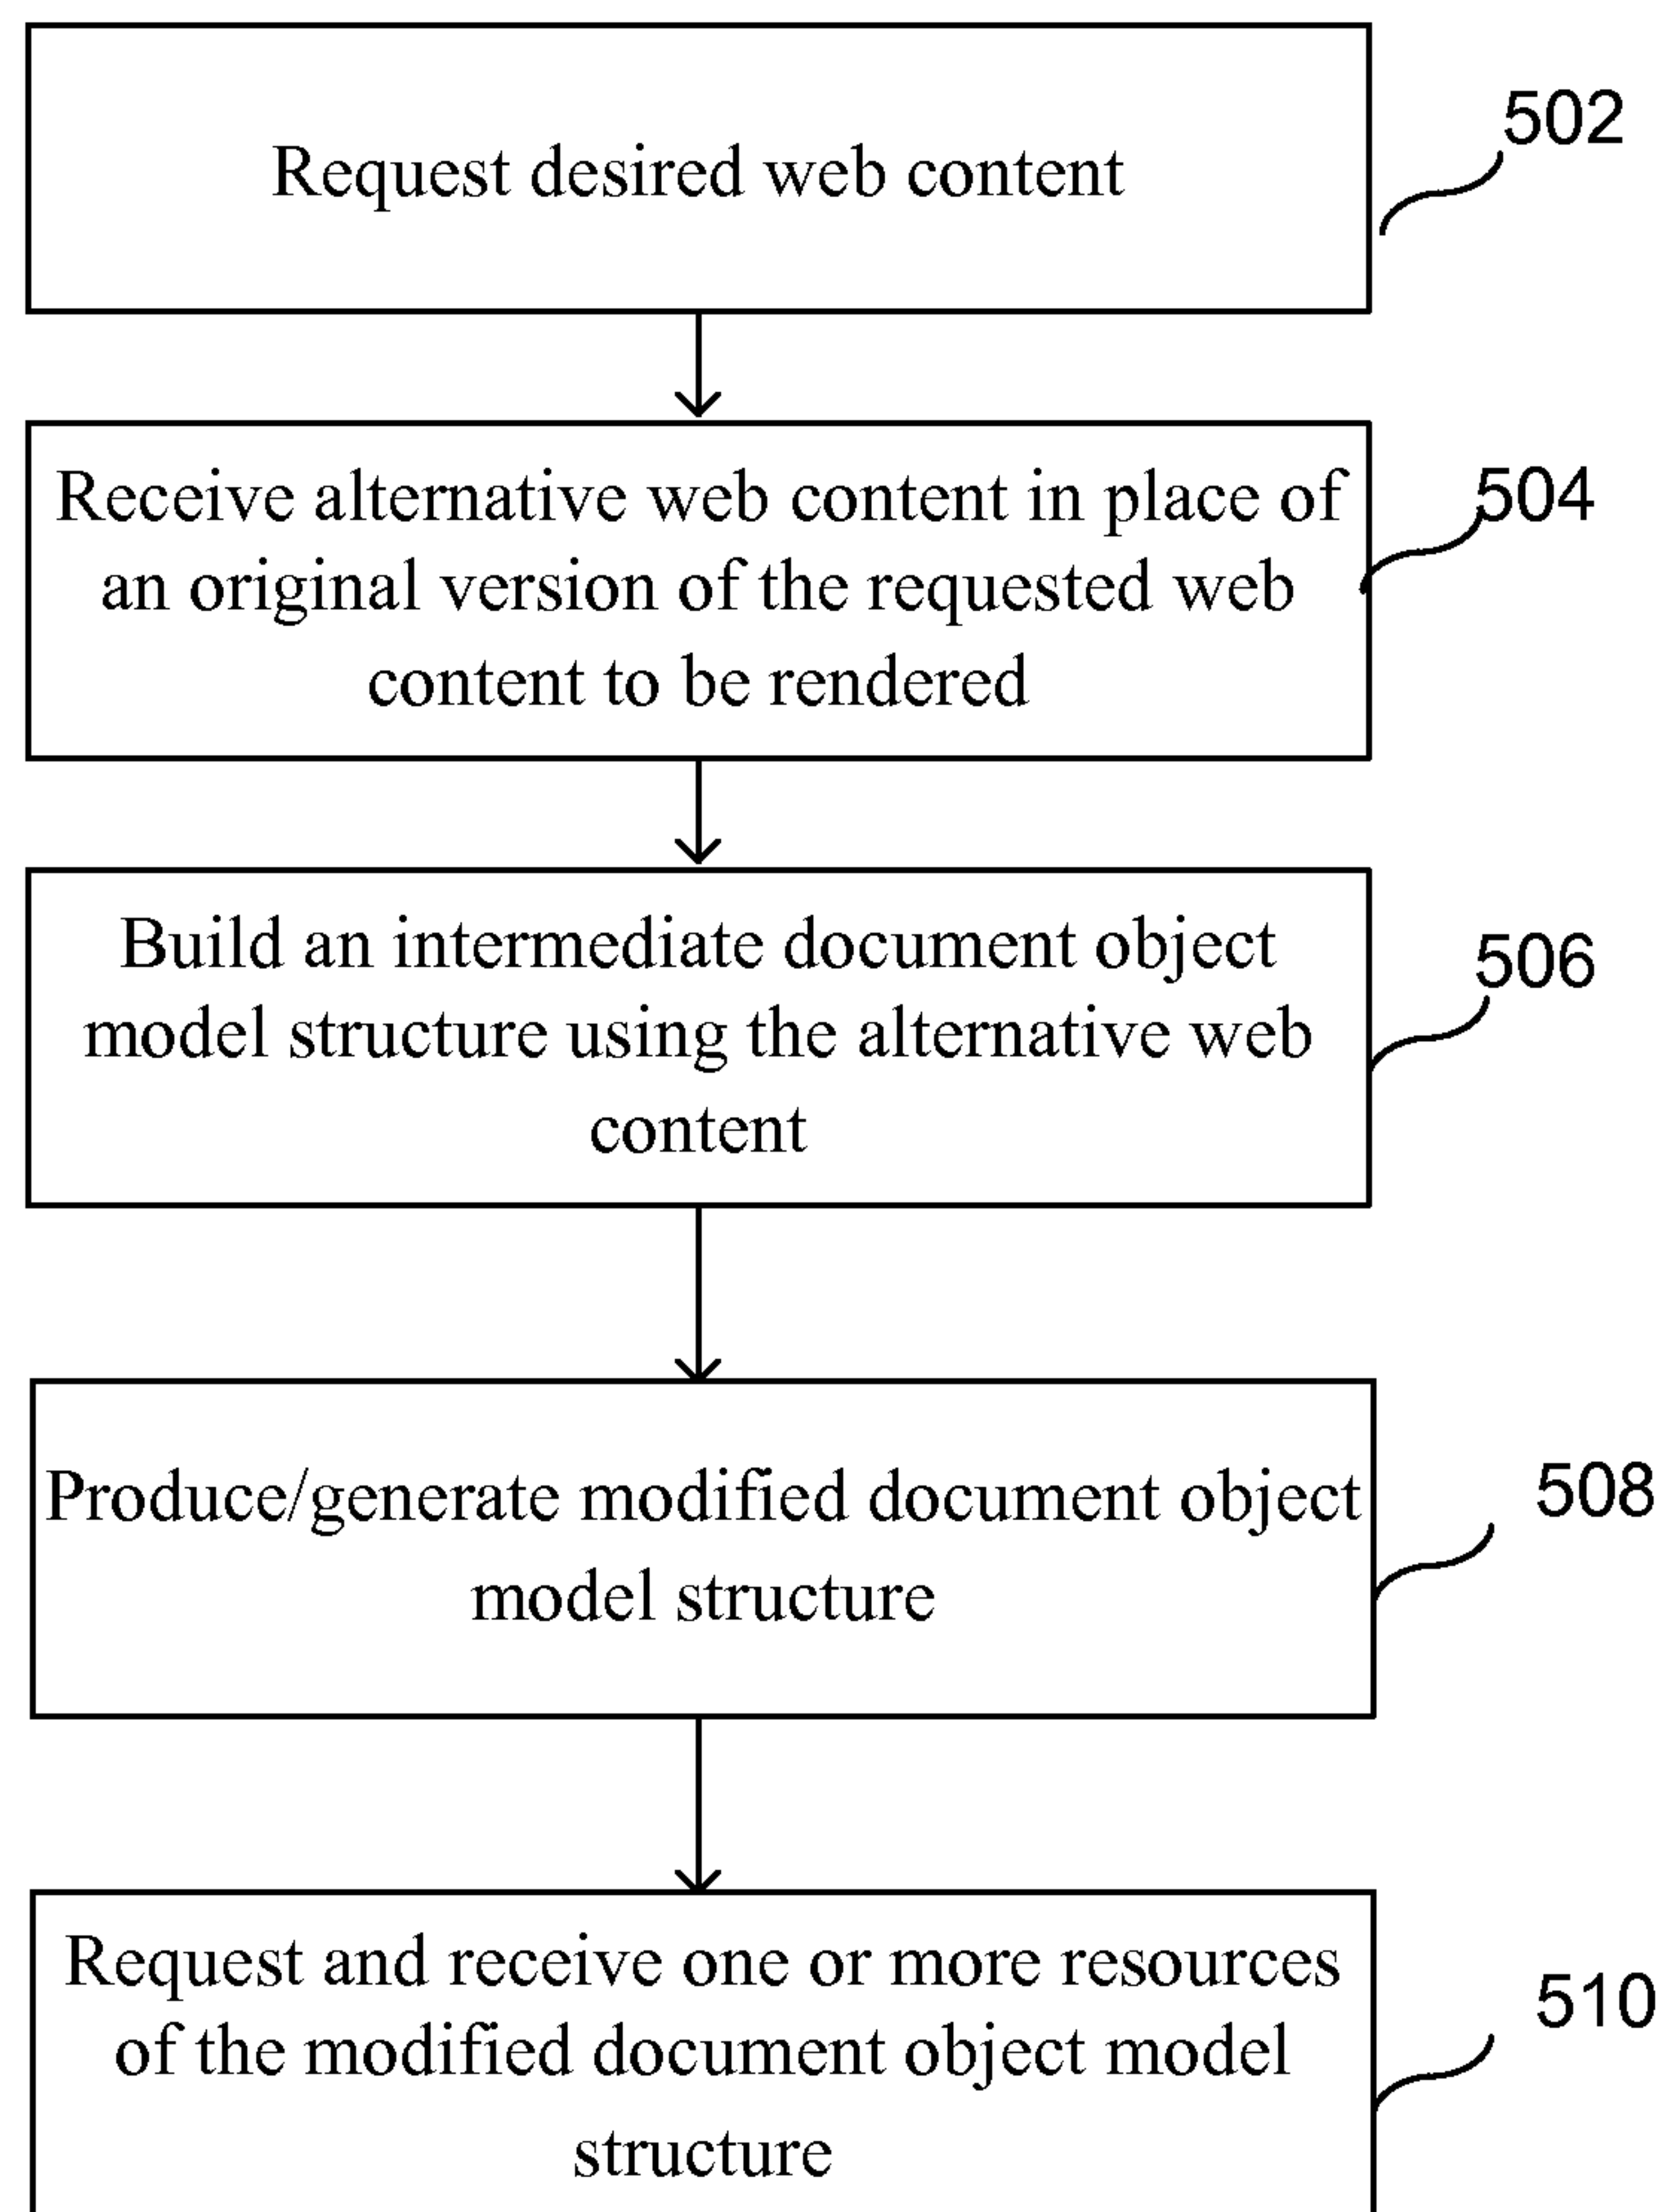 Request desired web content
502
Receive alternative web content in place of
an original version of the requested web
content to be rendered
504
Build an intermediate document object
model structure using the alternative web
content
506
Produce/generate modified document object
model structure
508
Request and receive one or more resources
of the modified document object model
structure
510